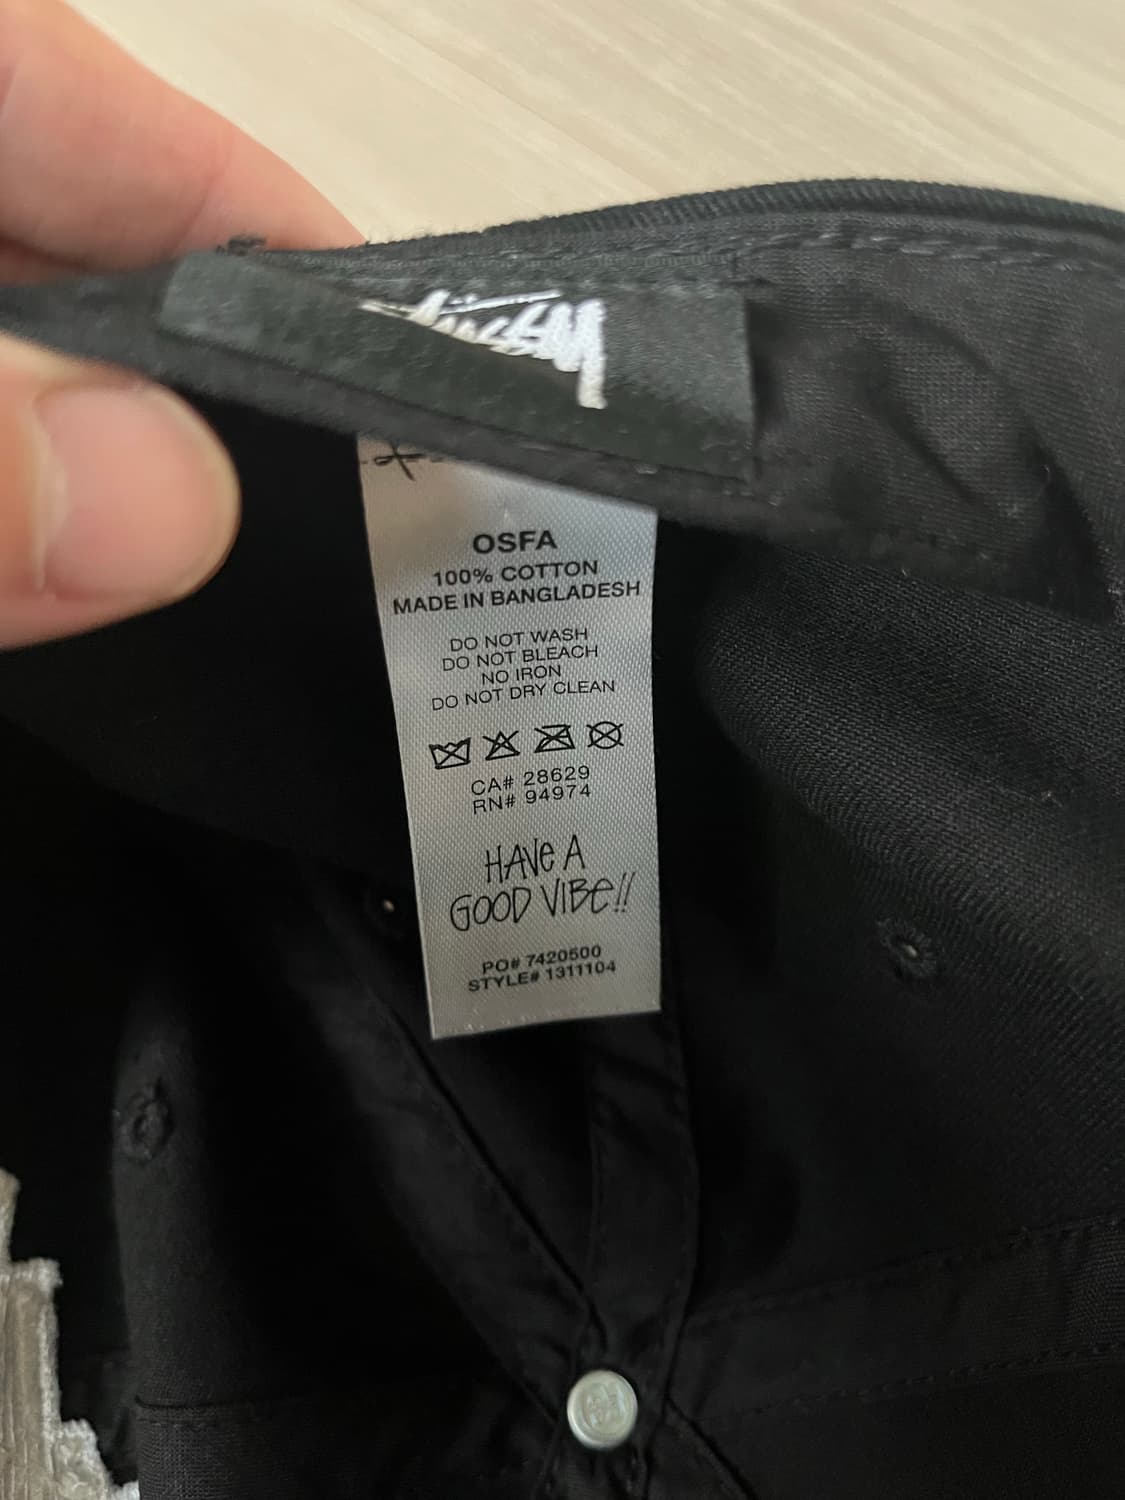 Stüssy
OSFA
100% COTTON
MADE IN BANGLADESH
DO NOT WASH
DO NOT BLEACH
NO IRON
DO NOT DRY CLEAN
CA# 28629
RN# 94974
HAVE A
GOOD VIBE!!
PO# 7420500
STYLE# 1311104